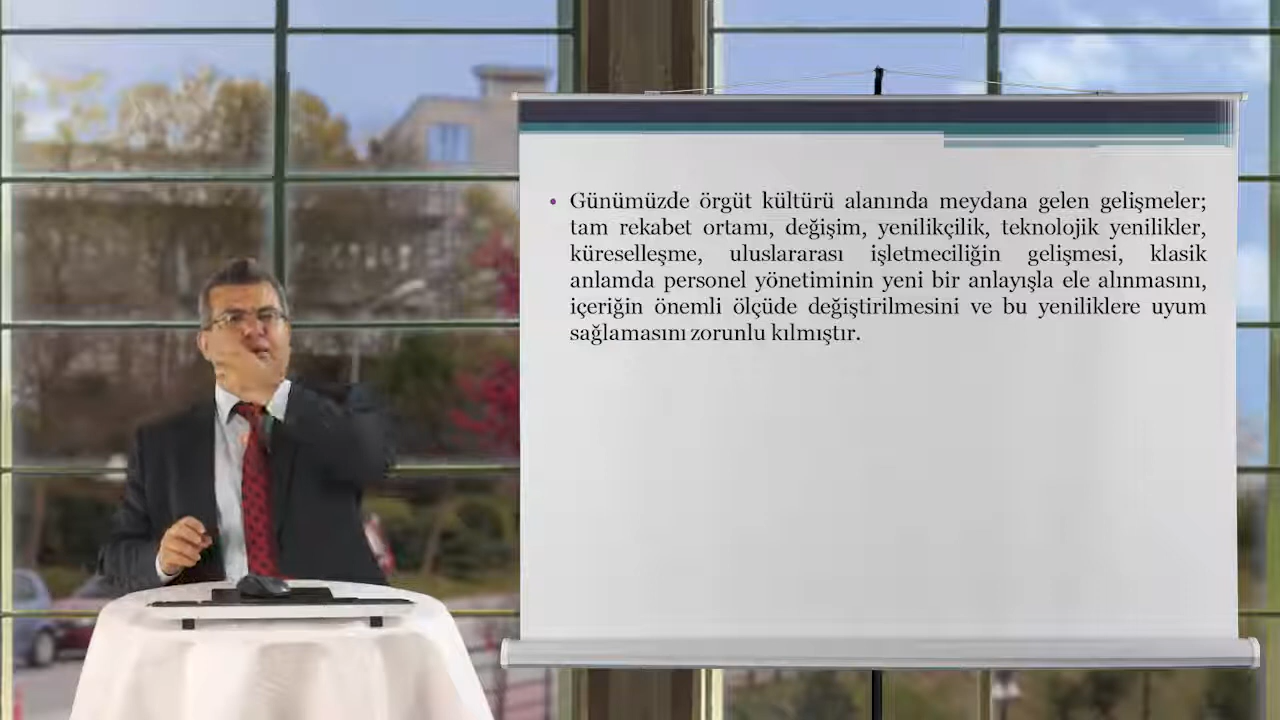 • Günümüzde örgüt kültürü alanında meydana gelen gelişmeler;
tam rekabet ortamı, değişim, yenilikçilik, teknolojik yenilikler,
küreselleşme, uluslararası işletmeciliğin gelişmesi, klasik
anlamda personel yönetiminin yeni bir anlayışla ele alınmasını,
içeriğin önemli ölçüde değiştirilmesini ve bu yeniliklere uyum
sağlamasını zorunlu kılmıştır.